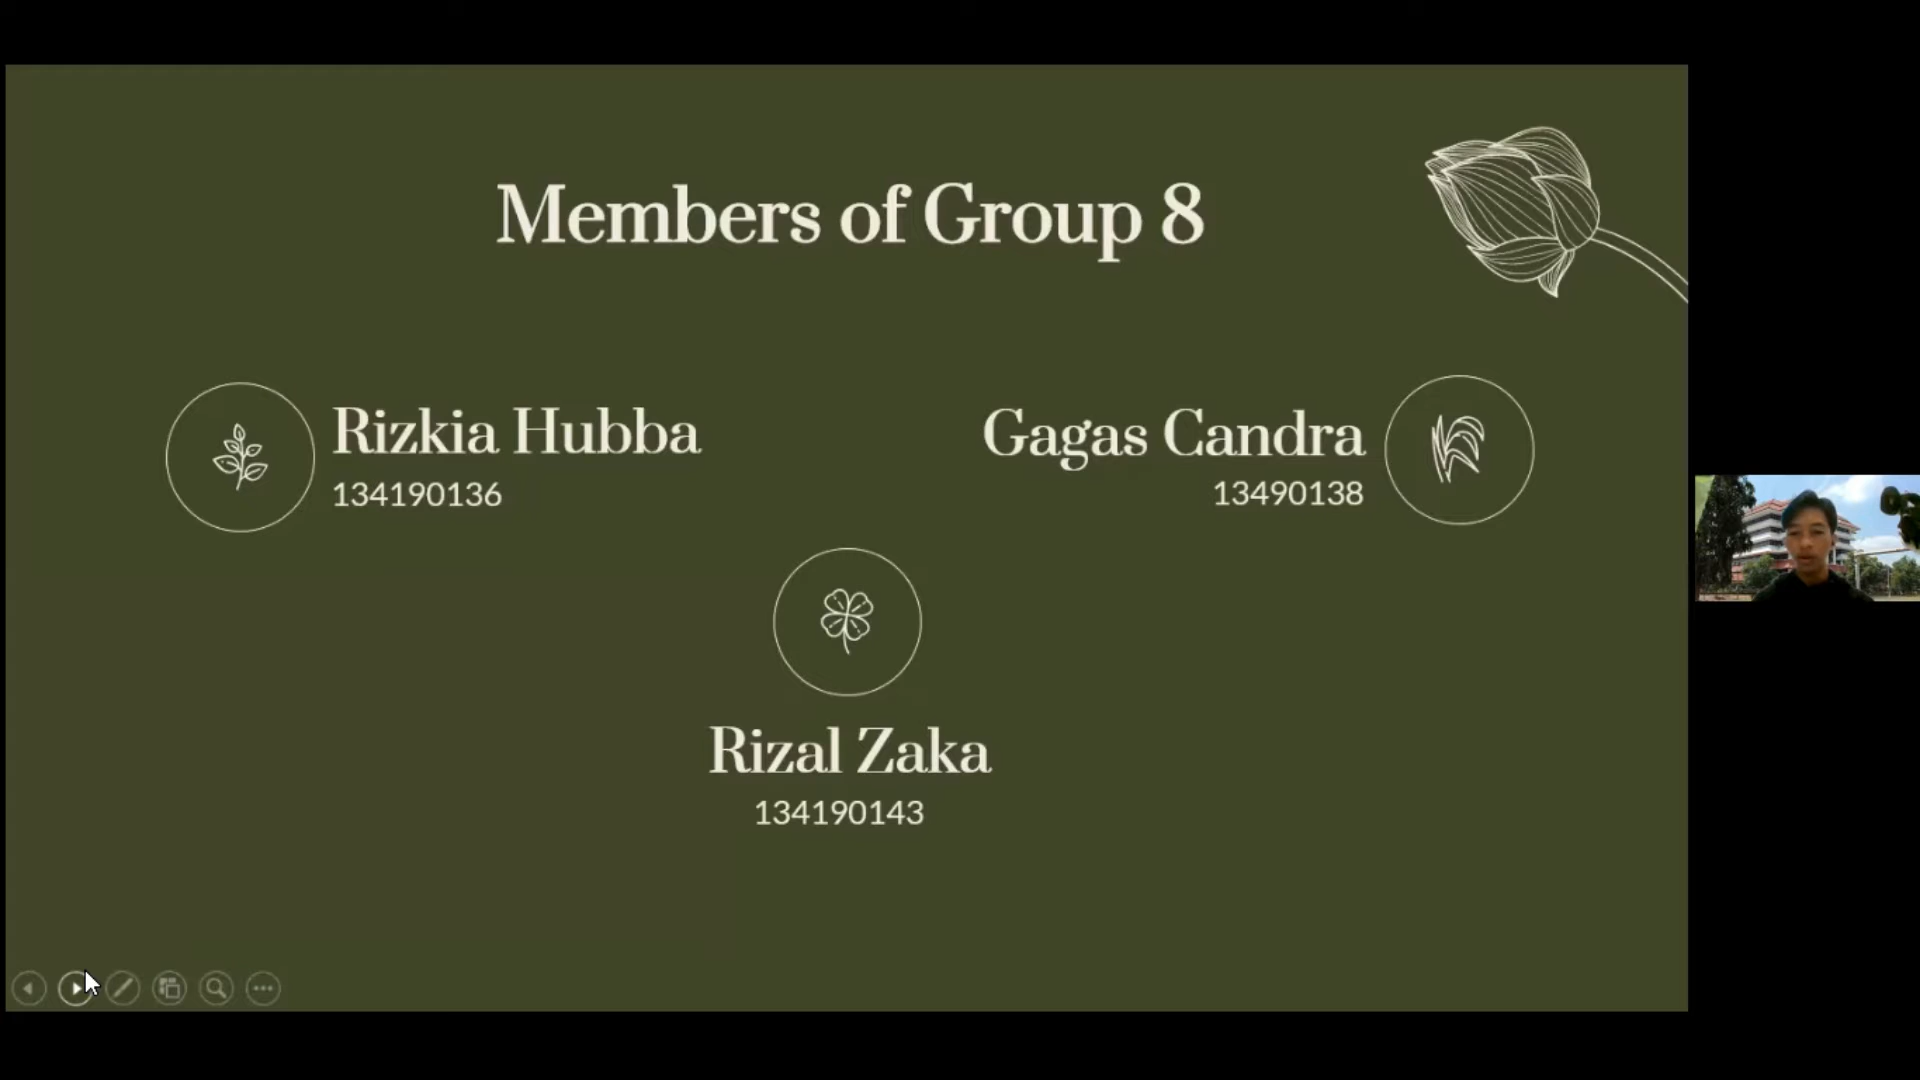 Members of Group 8
Rizkia Hubba
134190136
Gagas Candra
13490138
Rizal Zaka
134190143